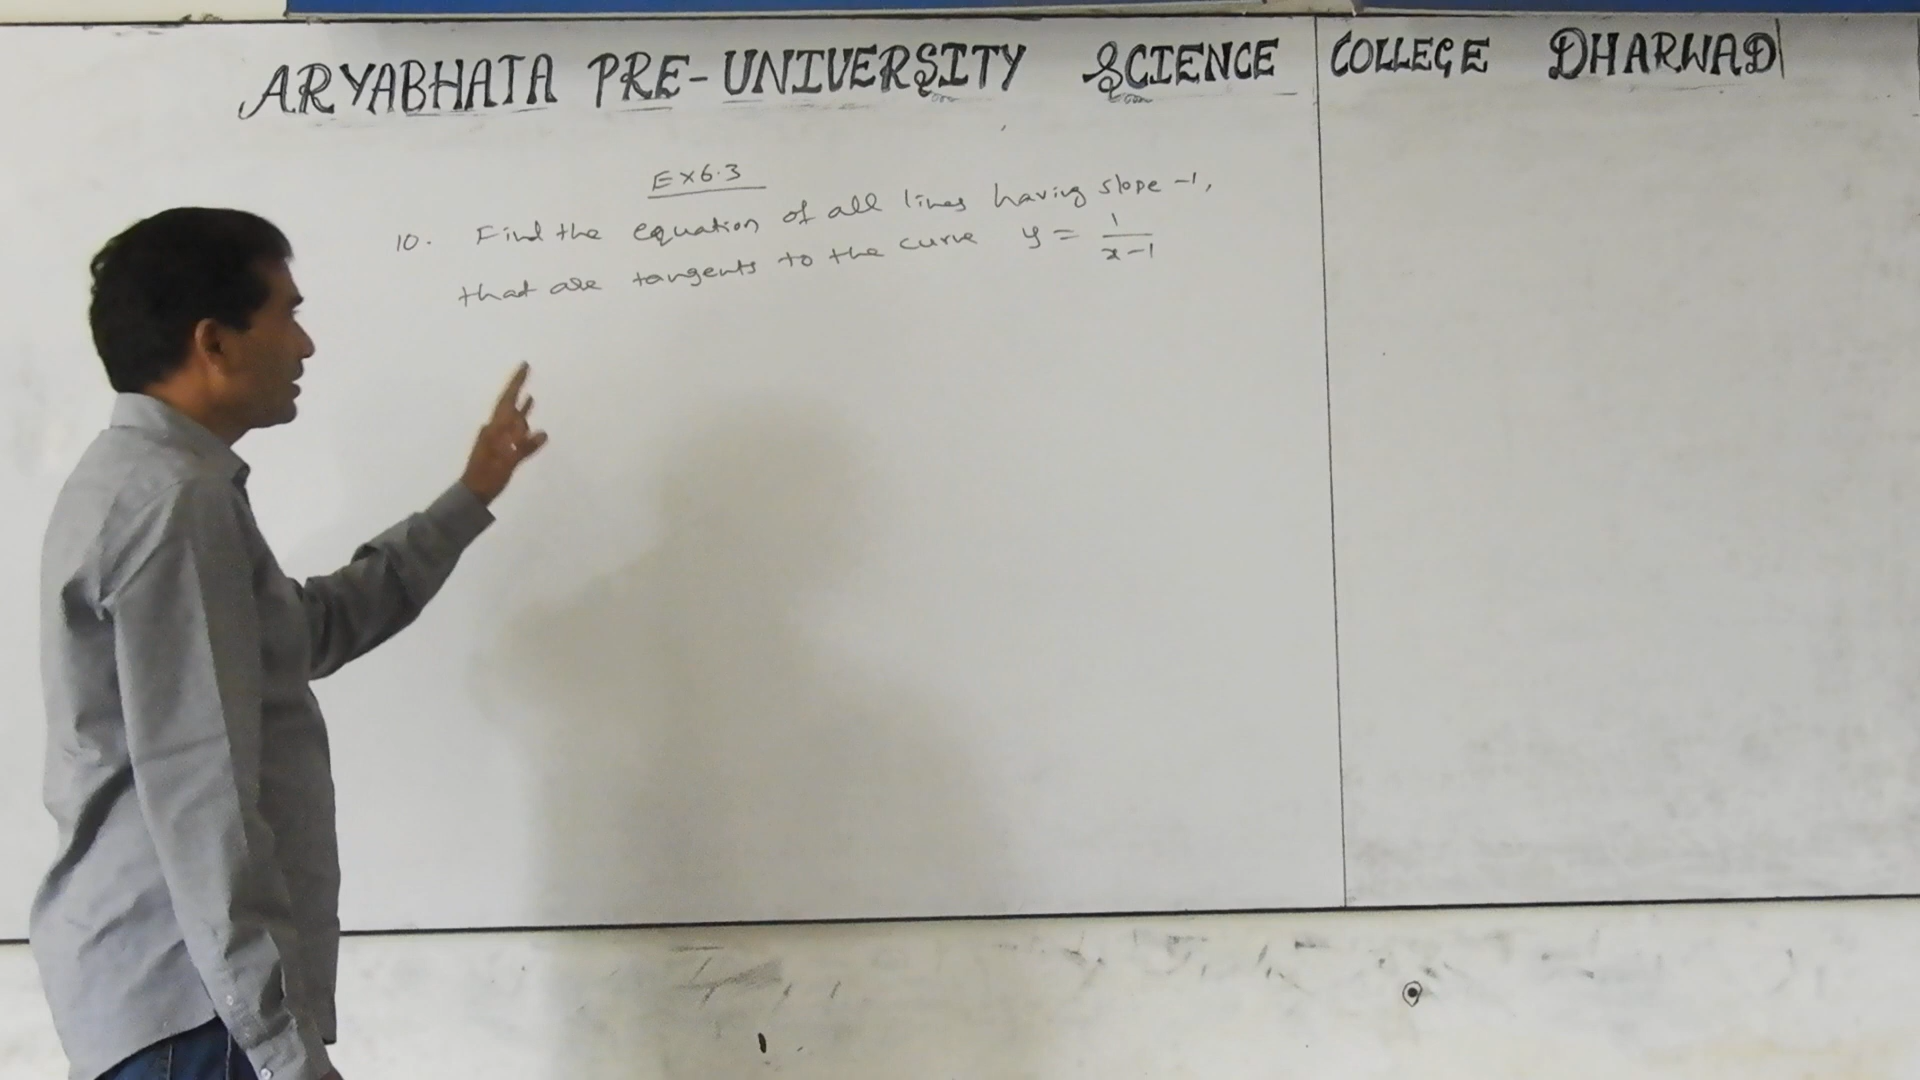 ARYABHATA PRE-UNIVERSITY SCIENCE COLLEGE DHARWAD
Ex 6.3
10. Find the equation of all lines having slope -1,
that are tangents to the curve y = 1/(x-1)